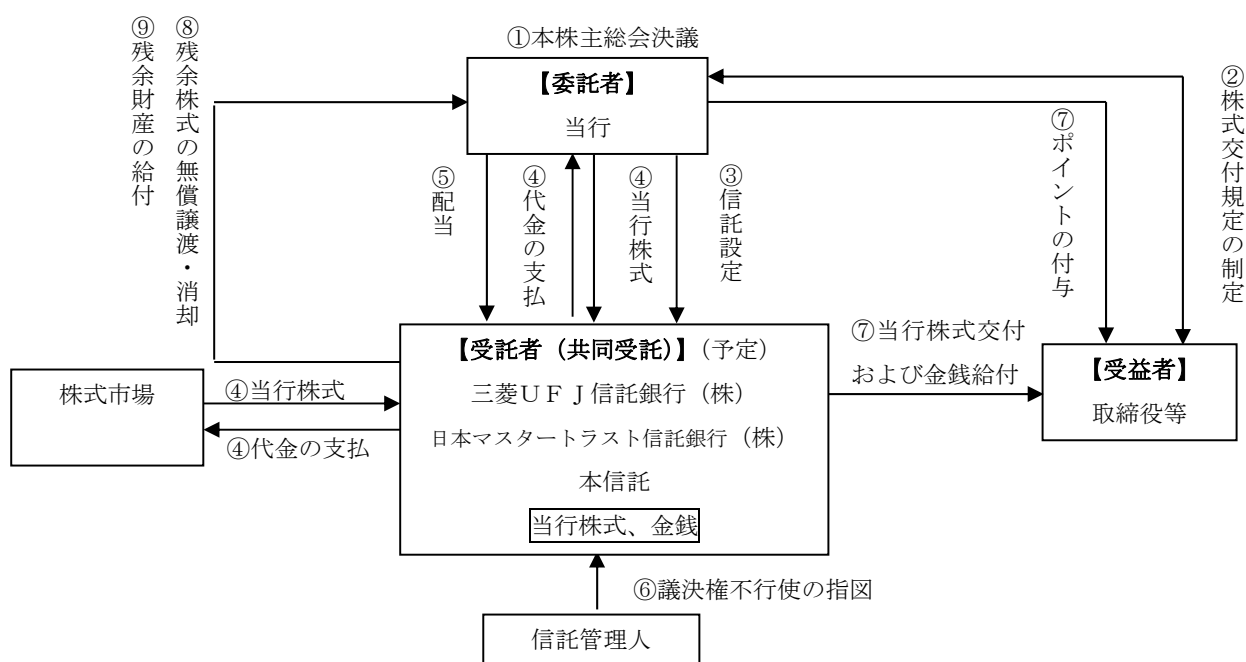 ①本株主総会決議
【委託者】
当行
⑨残余財産の給付
⑧残余株式の無償譲渡・消却
⑤配当
④代金の支払
④当行株式
③信託設定
⑦ポイントの付与
②株式交付規定の制定
【受託者(共同受託)】(予定)
三菱UFJ信託銀行(株)
日本マスタートラスト信託銀行(株)
本信託
当行株式、金銭
株式市場
④当行株式
④代金の支払
⑦当行株式交付
および金銭給付
【受益者】
取締役等
⑥議決権不行使の指図
信託管理人